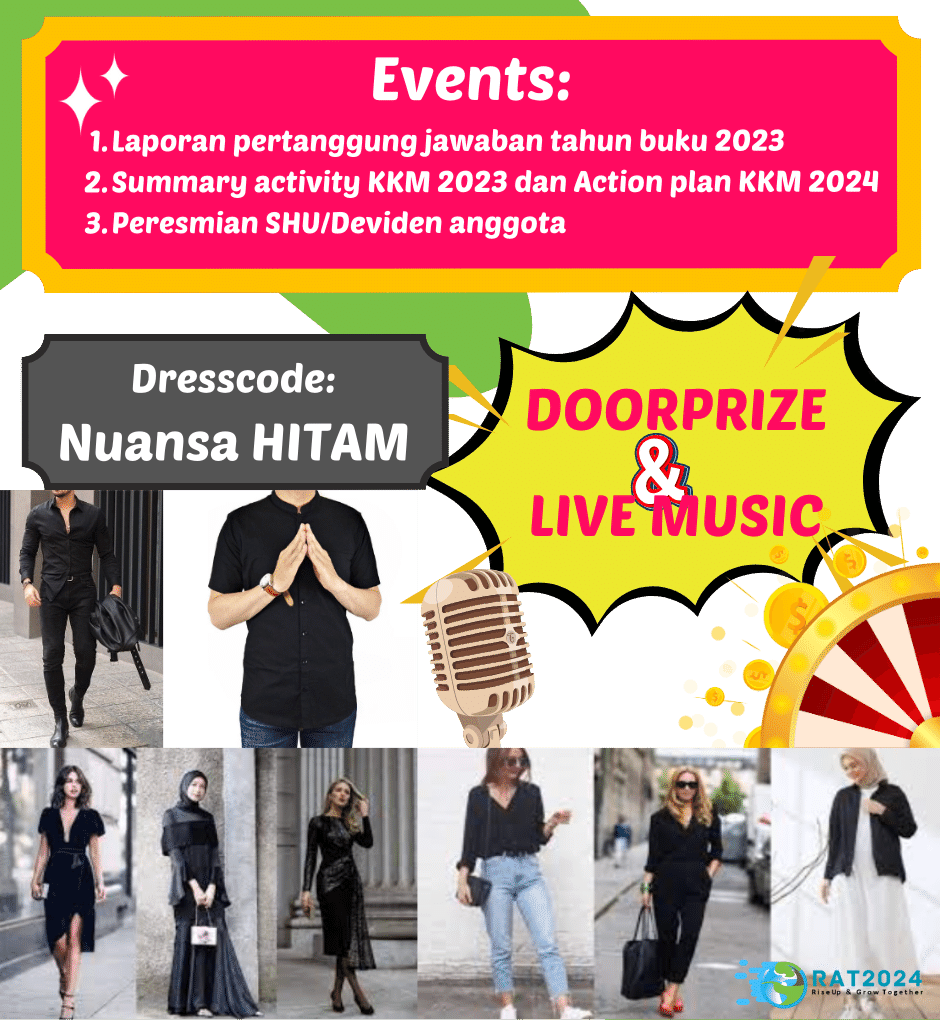 Events:
1. Laporan pertanggung jawaban tahun buku 2023
2. Summary activity KKM 2023 dan Action plan KKM 2024
3. Peresmian SHU/Deviden anggota
Dresscode:
Nuansa HITAM
DOORPRIZE
&
LIVE MUSIC
RAT2024
RiseUp & Grow Together